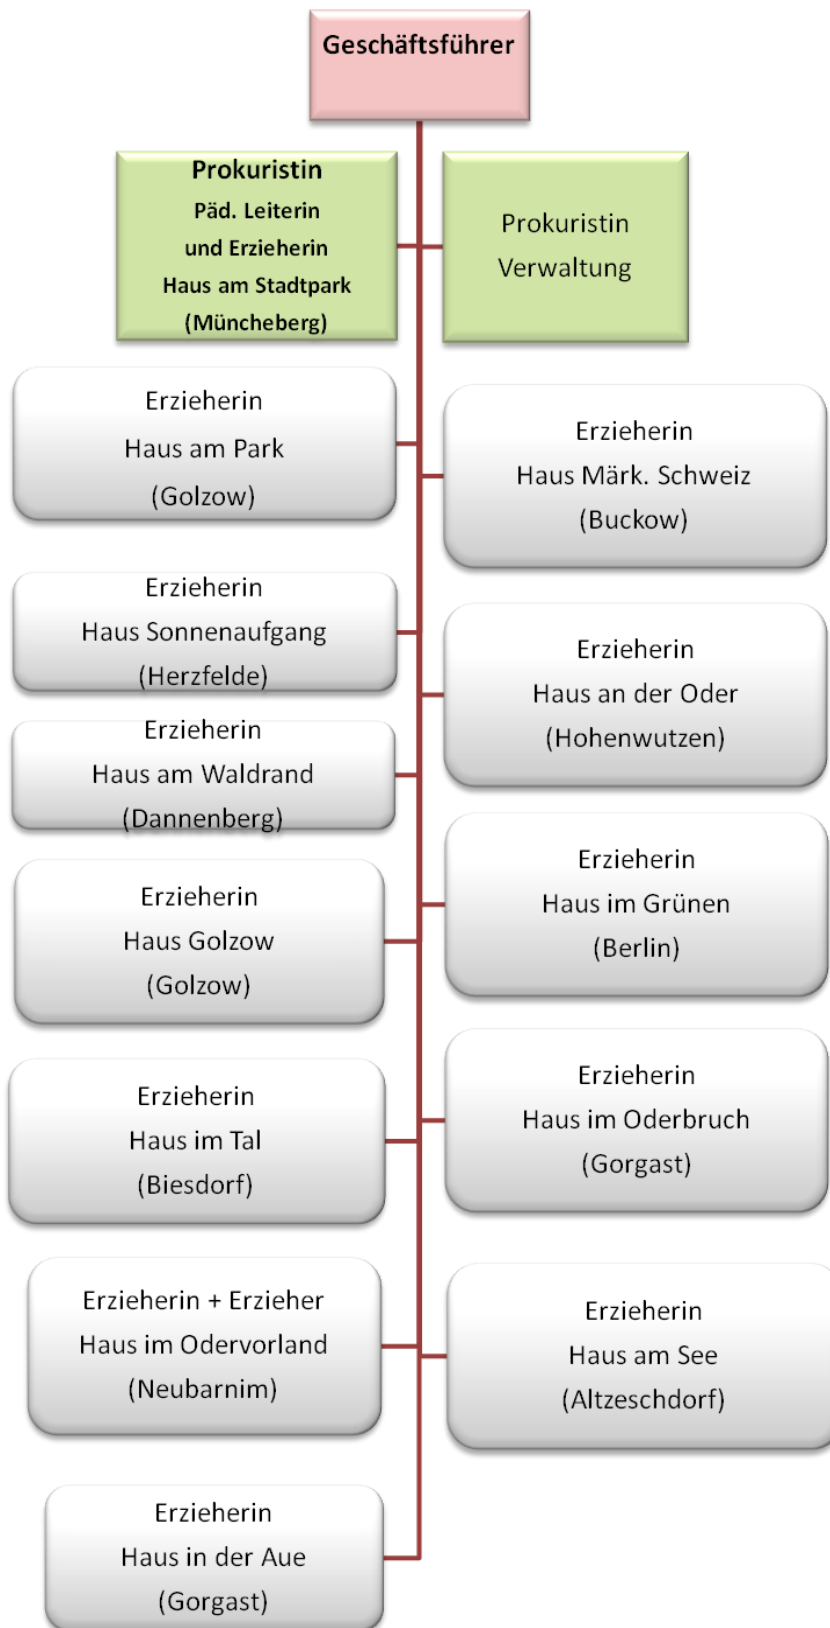 Geschäftsführer
Prokuristin
Päd. Leiterin
und Erzieherin
Haus am Stadtpark
(Müncheberg)
Prokuristin
Verwaltung
Erzieherin
Haus am Park
(Golzow)
Erzieherin
Haus Märk. Schweiz
(Buckow)
Erzieherin
Haus Sonnenaufgang
(Herzfelde)
Erzieherin
Haus an der Oder
(Hohenwutzen)
Erzieherin
Haus am Waldrand
(Dannenberg)
Erzieherin
Haus im Grünen
(Berlin)
Erzieherin
Haus Golzow
(Golzow)
Erzieherin
Haus im Oderbruch
(Gorgast)
Erzieherin
Haus im Tal
(Biesdorf)
Erzieherin + Erzieher
Haus im Odervorland
(Neubarnim)
Erzieherin
Haus am See
(Altzeschdorf)
Erzieherin
Haus in der Aue
(Gorgast)